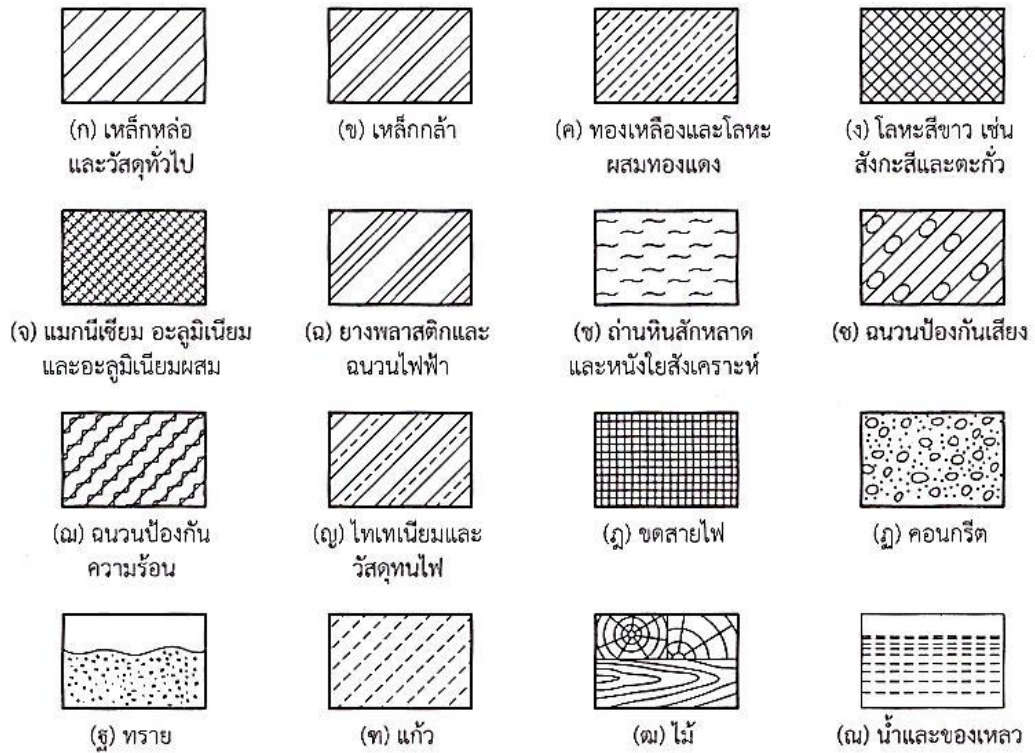 (ก) เหล็กหล่อ
และวัสดุทั่วไป
(ข) เหล็กกล้า
(ค) ทองเหลืองและโลหะ
ผสมทองแดง
(ง) โลหะสีขาว เช่น
สังกะสีและตะกั่ว
(จ) แมกนีเซียม อะลูมิเนียม
และอะลูมิเนียมผสม
(ฉ) ยางพลาสติกและ
ฉนวนไฟฟ้า
(ช) ถ่านหินสักหลาด
และหนังใยสังเคราะห์
(ซ) ฉนวนป้องกันเสียง
(ฌ) ฉนวนป้องกัน
ความร้อน
(ญ) ไทเทเนียมและ
วัสดุทนไฟ
(ฎ) ขดสายไฟ
(ฏ) คอนกรีต
(ฐ) ทราย
(ฑ) แก้ว
(ฒ) ไม้
(ณ) น้ำและของเหลว